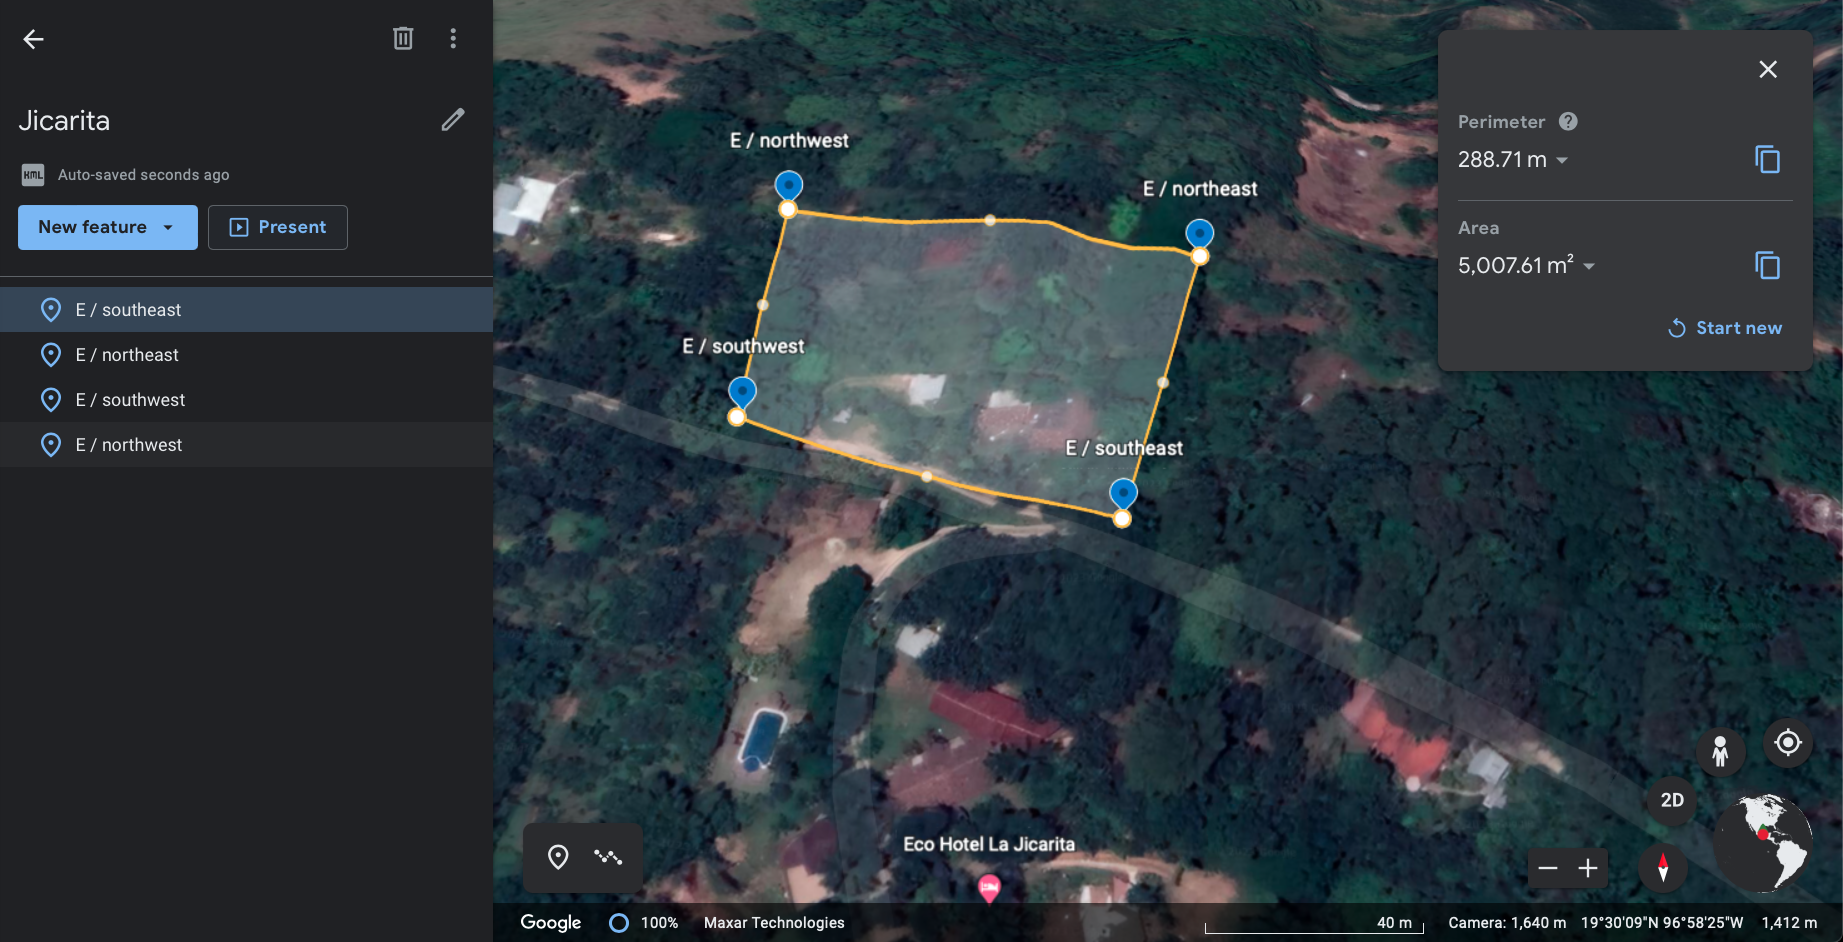 Jicarita
KML
Auto-saved seconds ago
New feature
Present
E / southeast
E / northeast
E / southwest
E / northwest
E / northwest
E / northeast
E / southwest
E / southeast
Eco Hotel La Jicarita
Perimeter ?
288.71 m
Area
5,007.61 m²
Start new
2D
Google
100%
Maxar Technologies
40 m
Camera: 1,640 m
19°30'09"N 96°58'25"W
1,412 m